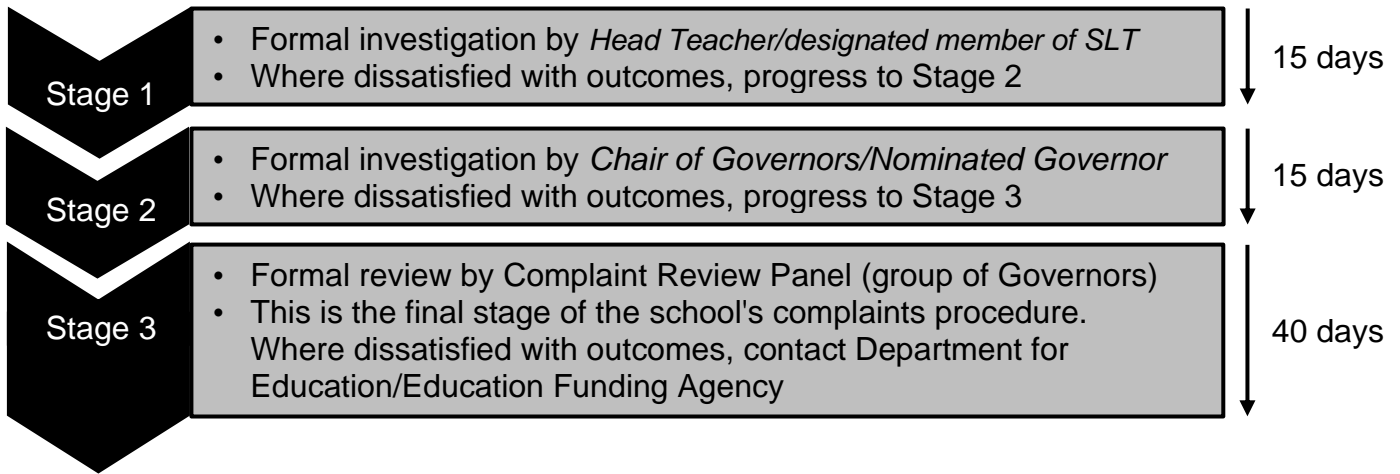 Stage 1
• Formal investigation by Head Teacher/designated member of SLT
• Where dissatisfied with outcomes, progress to Stage 2
15 days
Stage 2
• Formal investigation by Chair of Governors/Nominated Governor
• Where dissatisfied with outcomes, progress to Stage 3
15 days
Stage 3
• Formal review by Complaint Review Panel (group of Governors)
• This is the final stage of the school's complaints procedure.
Where dissatisfied with outcomes, contact Department for
Education/Education Funding Agency
40 days